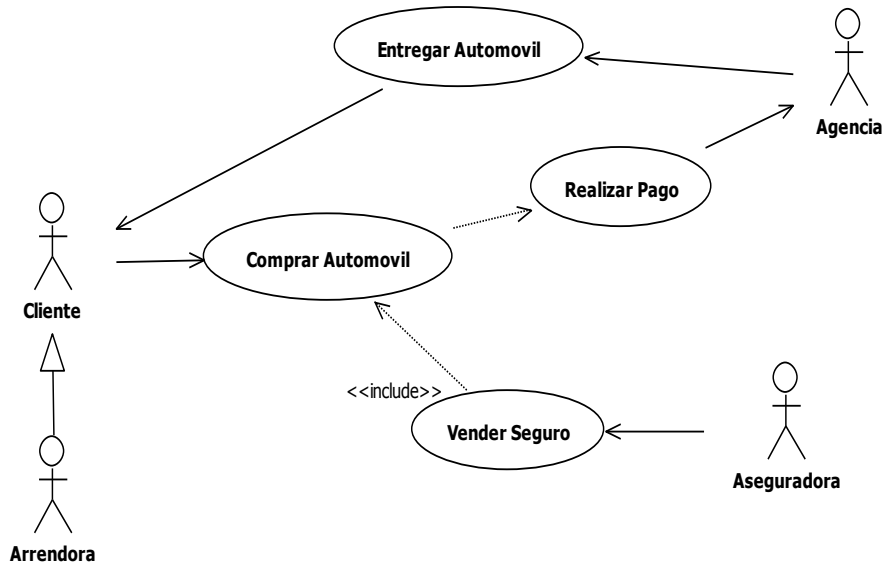 Entregar Automovil
Agencia
Realizar Pago
Comprar Automovil
Cliente
<<include>>
Vender Seguro
Aseguradora
Arrendora